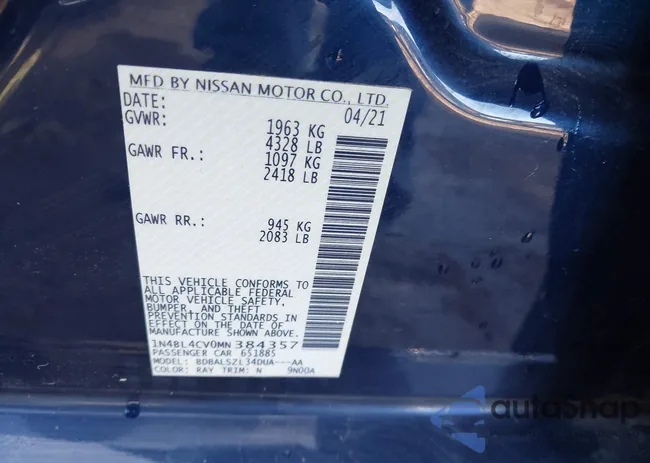 MFD BY NISSAN MOTOR CO., LTD.
DATE: 04/21
GVWR: 1963 KG
4328 LB
GAWR FR.: 1097 KG
2418 LB
GAWR RR.: 945 KG
2083 LB
THIS VEHICLE CONFORMS TO
ALL APPLICABLE FEDERAL
MOTOR VEHICLE SAFETY,
BUMPER, AND THEFT
PREVENTION STANDARDS IN
EFFECT ON THE DATE OF
MANUFACTURE SHOWN ABOVE.
1N4BL4CV0MN384357
PASSENGER CAR 651885
MODEL: BDBALSZL34DUA---AA
COLOR: RAY TRIM: N 9N00A
autoSnap